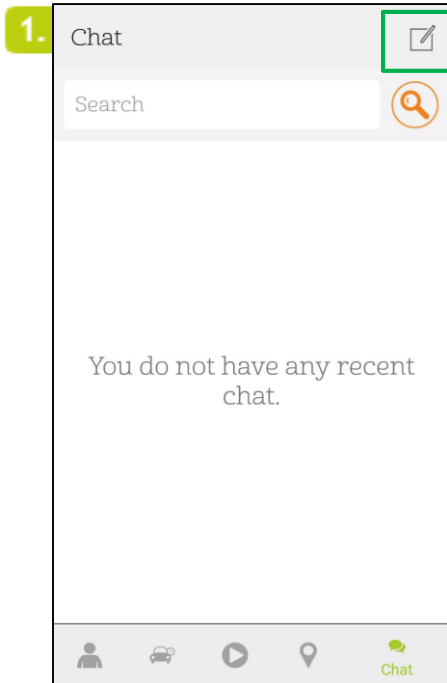 1.
Chat
Search
You do not have any recent
chat.
Chat